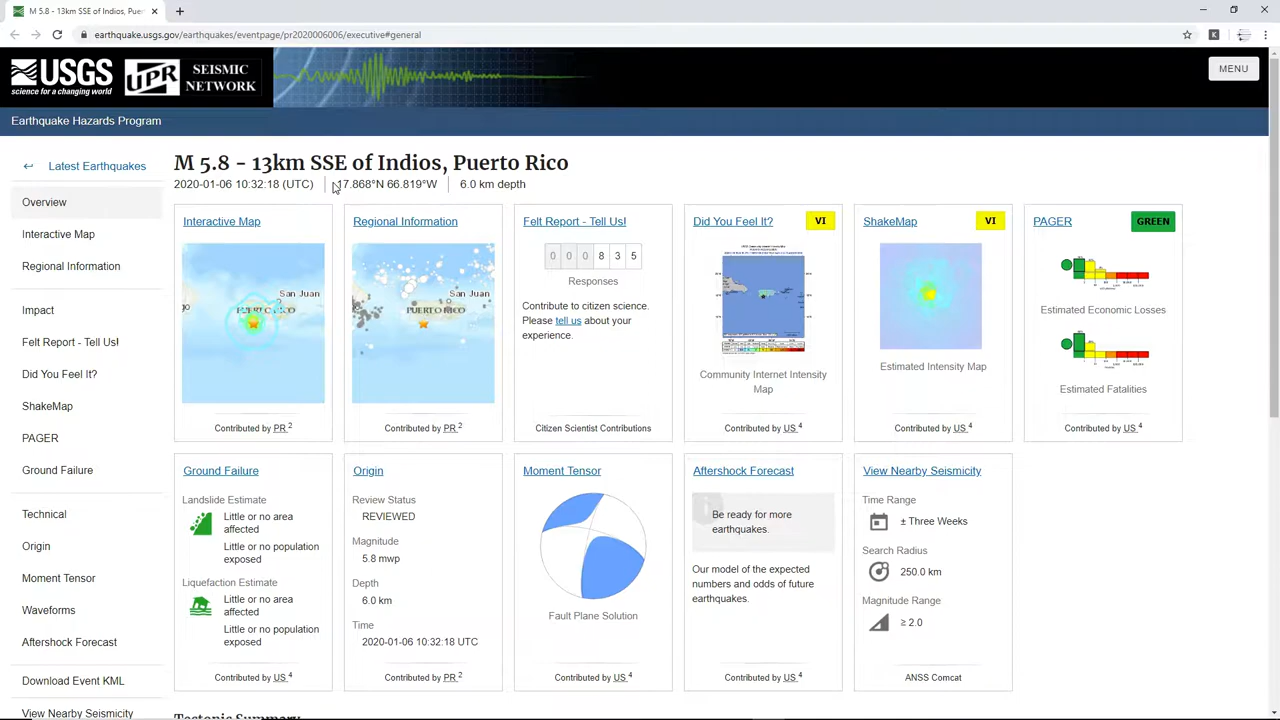 M 5.8 - 13km SSE of Indios, Puer
earthquake.usgs.gov/earthquakes/eventpage/pr2020006006/executive#general
K
USGS
science for a changing world
UPR
SEISMIC
NETWORK
MENU
Earthquake Hazards Program
Latest Earthquakes
Overview
Interactive Map
Regional Information
Impact
Felt Report - Tell Us!
Did You Feel It?
ShakeMap
PAGER
Ground Failure
Technical
Origin
Moment Tensor
Waveforms
Aftershock Forecast
Download Event KML
View Nearby Seismicity
M 5.8 - 13km SSE of Indios, Puerto Rico
2020-01-06 10:32:18 (UTC) 17.868°N 66.819°W 6.0 km depth
Interactive Map
San Juan
go
PUERTO RICO
Contributed by PR 2
Regional Information
San Juan
PUERTO RICO
Contributed by PR 2
Felt Report - Tell Us!
0 0 0 8 3 5
Responses
Contribute to citizen science.
Please tell us about your
experience.
Citizen Scientist Contributions
Did You Feel It?
VI
Community Internet Intensity
Map
Contributed by US 4
ShakeMap
VI
Estimated Intensity Map
Contributed by US 4
PAGER
GREEN
Estimated Economic Losses
Estimated Fatalities
Contributed by US 4
Ground Failure
Landslide Estimate
Little or no area
affected
Little or no population
exposed
Liquefaction Estimate
Little or no area
affected
Little or no population
exposed
Contributed by US 4
Origin
Review Status
REVIEWED
Magnitude
5.8 mwp
Depth
6.0 km
Time
2020-01-06 10:32:18 UTC
Contributed by PR 2
Moment Tensor
Fault Plane Solution
Contributed by US 4
Aftershock Forecast
Be ready for more
earthquakes.
Our model of the expected
numbers and odds of future
earthquakes.
Contributed by US 4
View Nearby Seismicity
Time Range
± Three Weeks
Search Radius
250.0 km
Magnitude Range
≥ 2.0
ANSS Comcat
Tectonic Summary